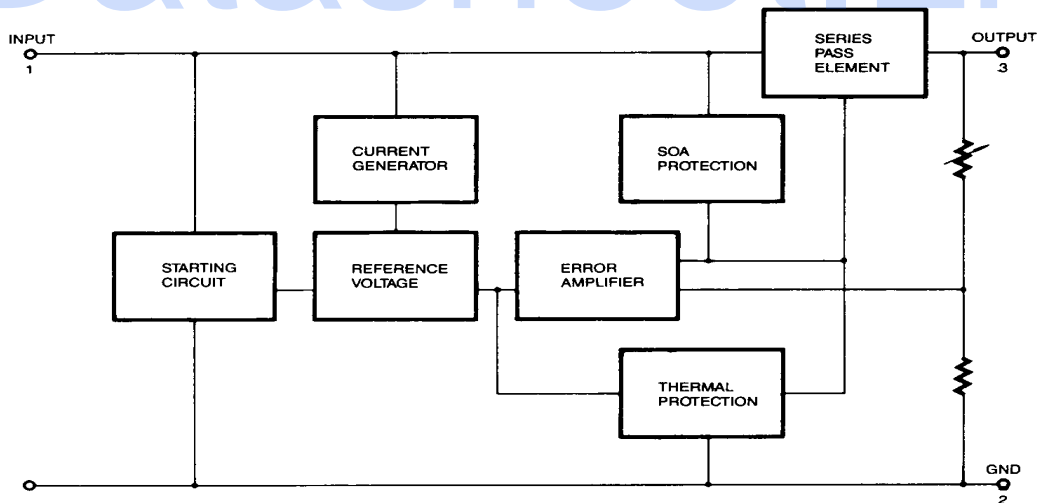 INPUT
1
SERIES
PASS
ELEMENT
OUTPUT
3
CURRENT
GENERATOR
SOA
PROTECTION
STARTING
CIRCUIT
REFERENCE
VOLTAGE
ERROR
AMPLIFIER
THERMAL
PROTECTION
GND
2